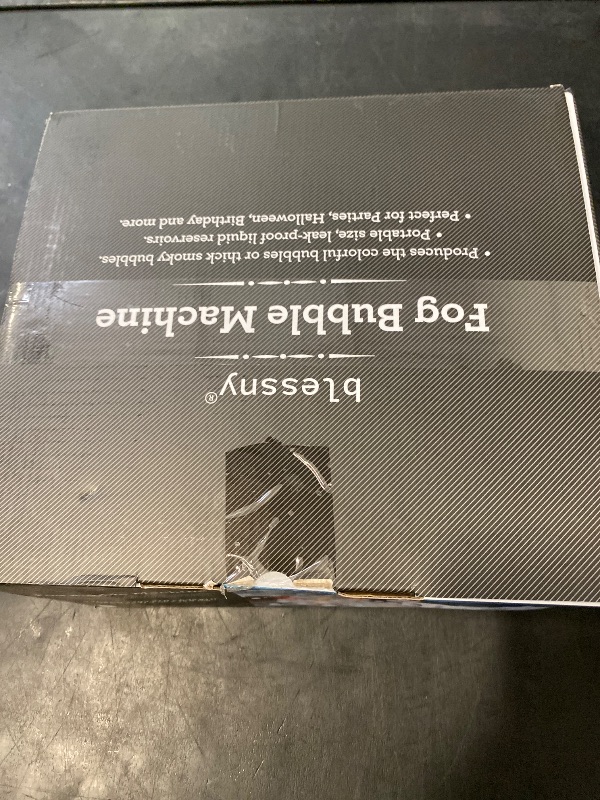 blessny®
Fog Bubble Machine
• Produces the colorful bubbles or thick smoky bubbles.
• Portable size, leak-proof liquid reservoirs.
• Perfect for Parties, Halloween, Birthday and more.